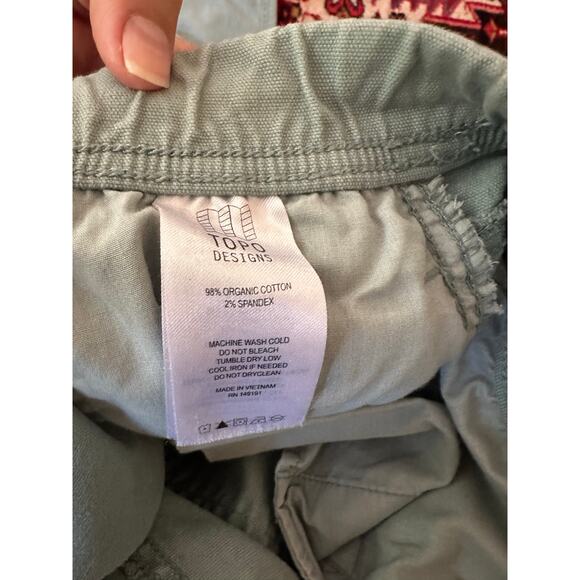 TOPO
DESIGNS
98% ORGANIC COTTON
2% SPANDEX
MACHINE WASH COLD
DO NOT BLEACH
TUMBLE DRY LOW
COOL IRON IF NEEDED
DO NOT DRYCLEAN
MADE IN VIETNAM
RN 149191